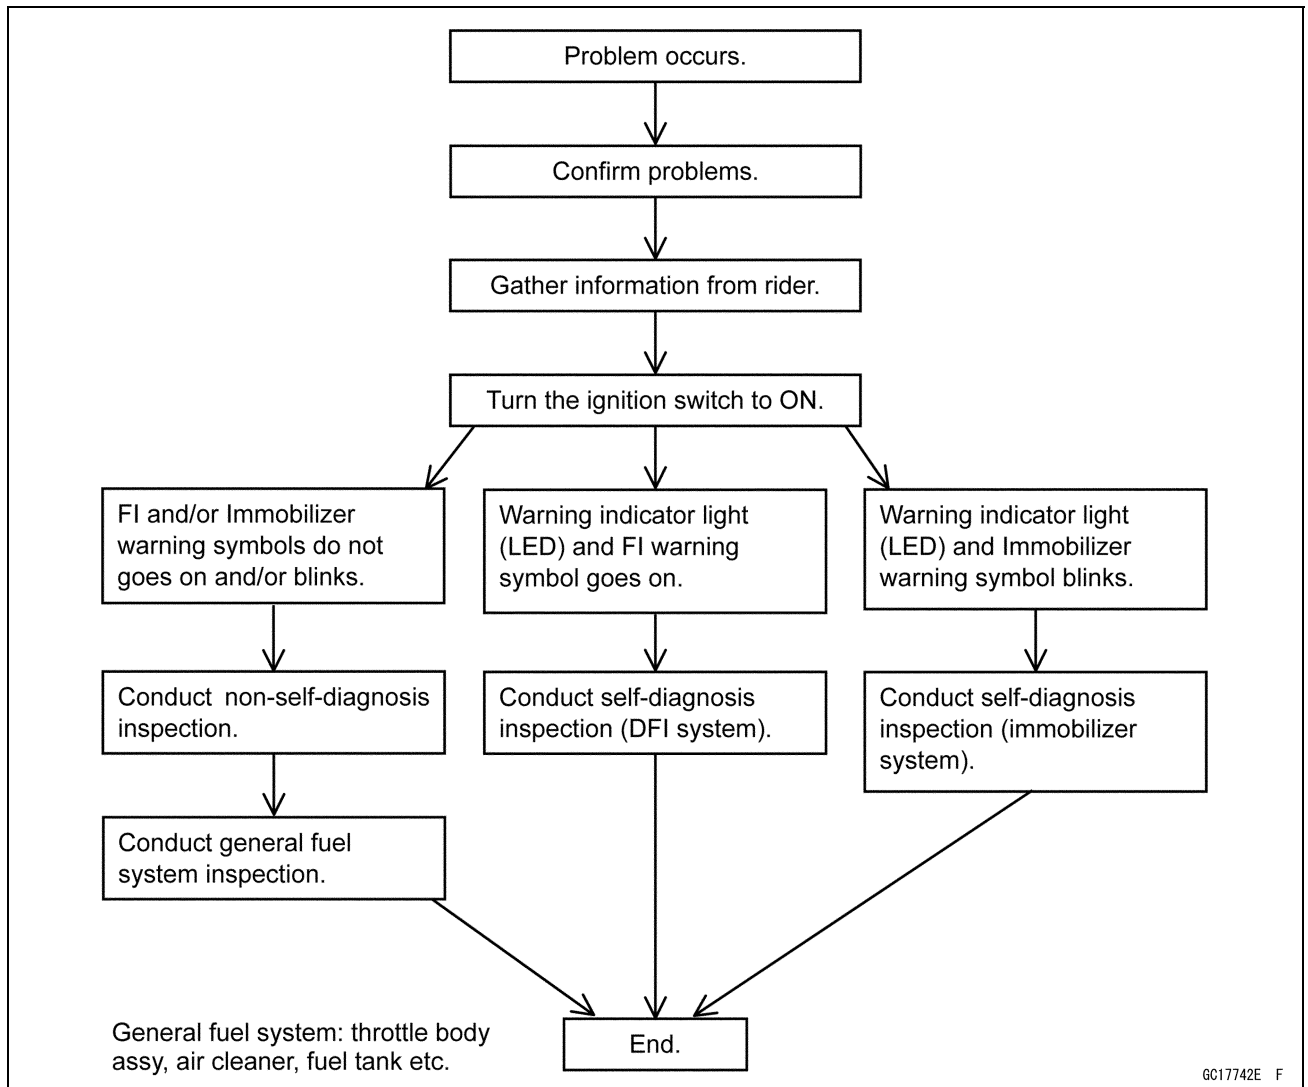 Problem occurs.
Confirm problems.
Gather information from rider.
Turn the ignition switch to ON.
FI and/or Immobilizer
warning symbols do not
goes on and/or blinks.
Warning indicator light
(LED) and FI warning
symbol goes on.
Warning indicator light
(LED) and Immobilizer
warning symbol blinks.
Conduct non-self-diagnosis
inspection.
Conduct self-diagnosis
inspection (DFI system).
Conduct self-diagnosis
inspection (immobilizer
system).
Conduct general fuel
system inspection.
General fuel system: throttle body
assy, air cleaner, fuel tank etc.
End.
GC17742E F